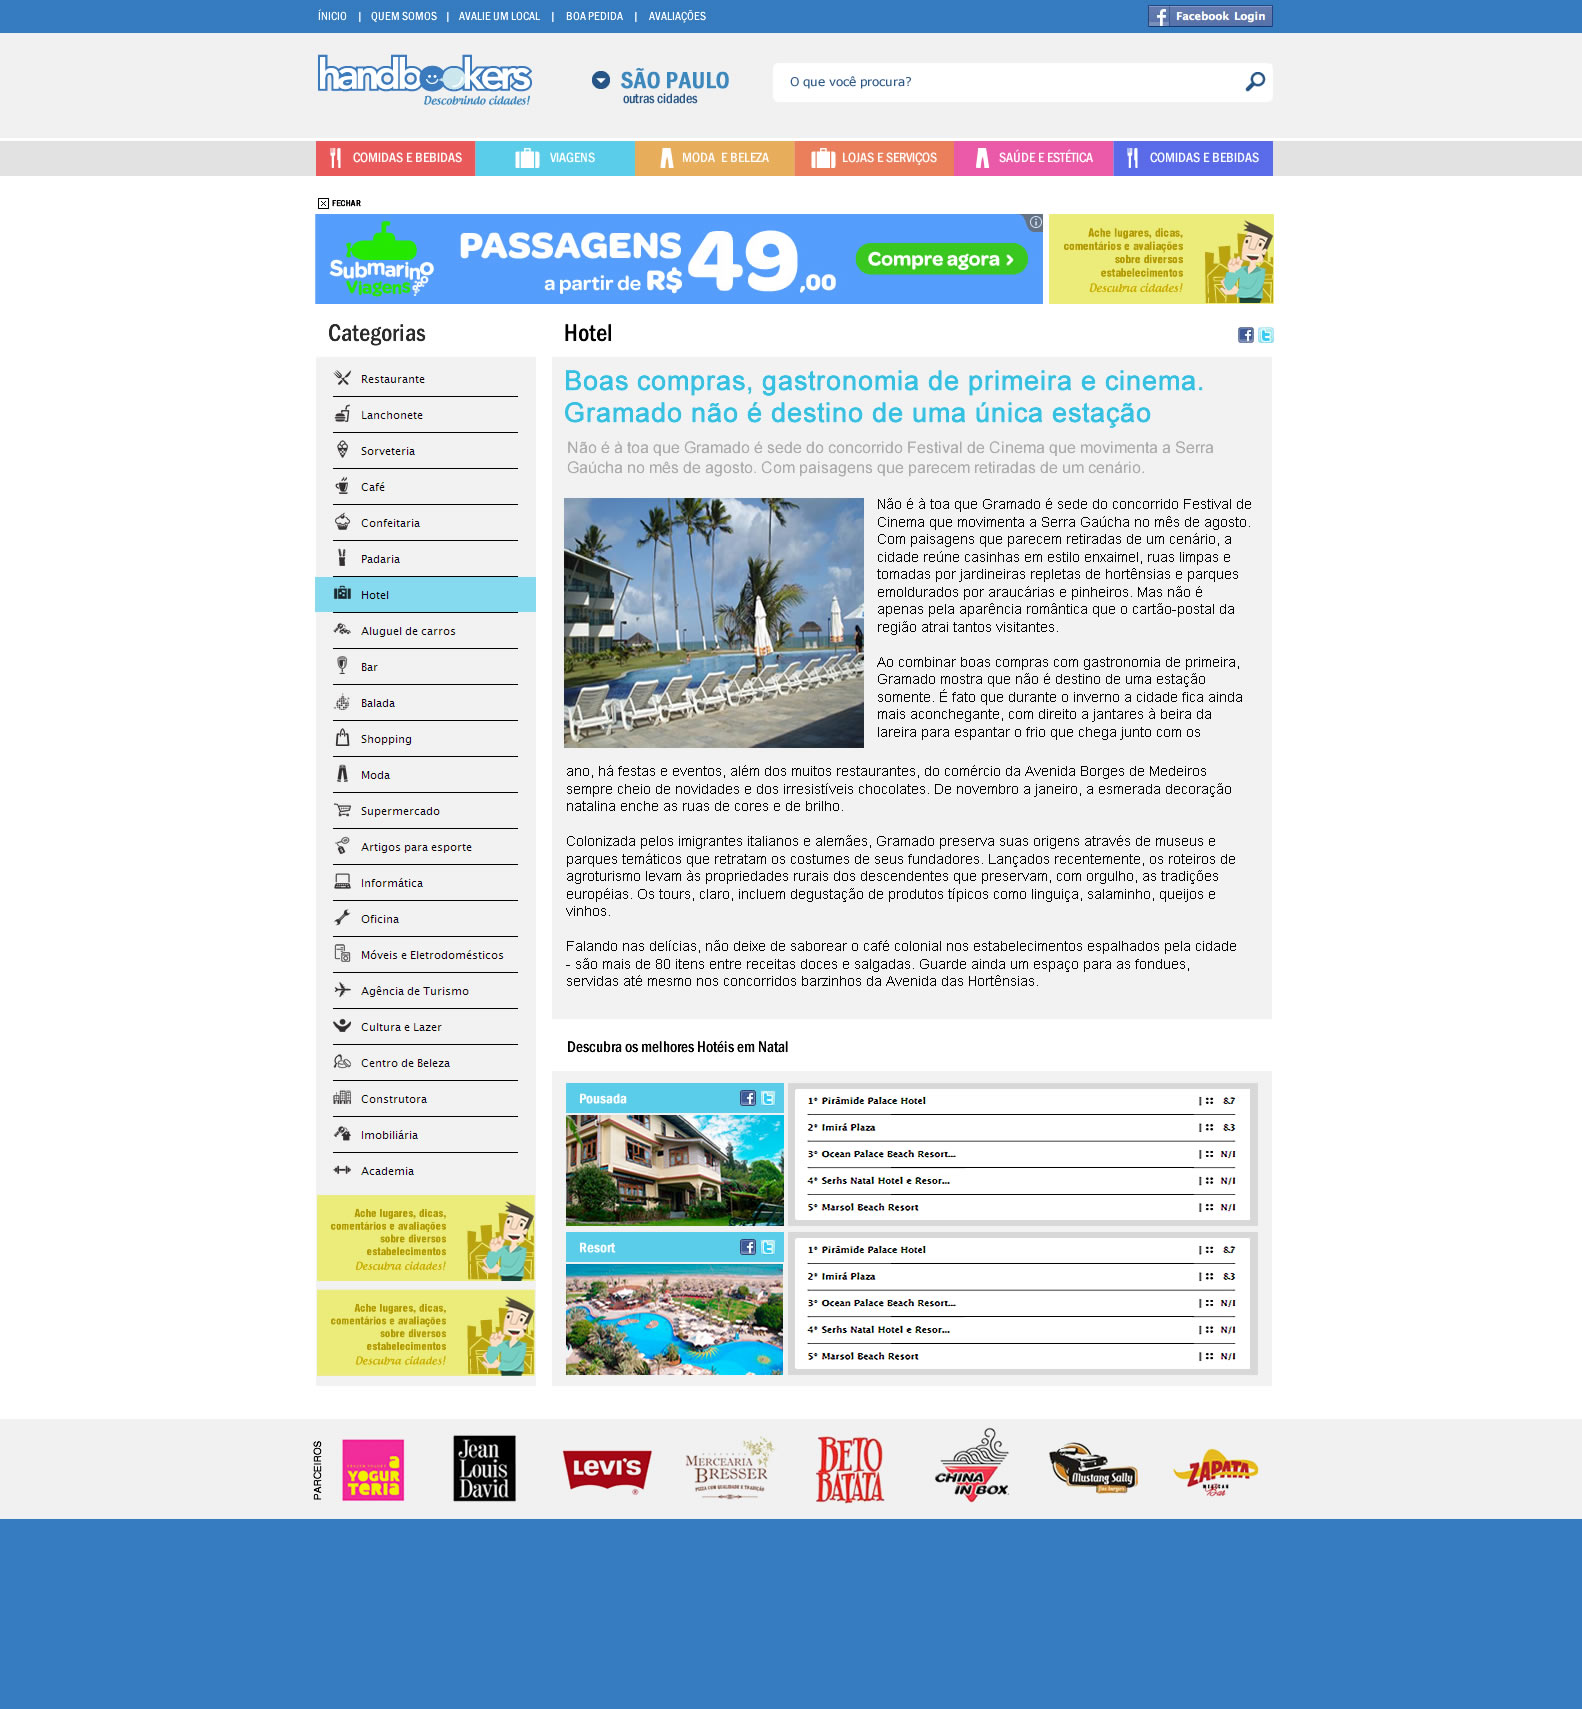 ÍNICIO | QUEM SOMOS | AVALIE UM LOCAL | BOA PEDIDA | AVALIAÇÕES
Facebook Login
handbookers
Descobrindo cidades!
SÃO PAULO
outras cidades
O que você procura?
COMIDAS E BEBIDAS
VIAGENS
MODA E BELEZA
LOJAS E SERVIÇOS
SAÚDE E ESTÉTICA
COMIDAS E BEBIDAS
FECHAR
Submarino
Viagens
PASSAGENS
a partir de R$ 49,00
Compre agora >
Ache lugares, dicas,
comentários e avaliações
sobre diversos
estabelecimentos
Descubra cidades!
Categorias
Restaurante
Lanchonete
Sorveteria
Café
Confeitaria
Padaria
Hotel
Aluguel de carros
Bar
Balada
Shopping
Moda
Supermercado
Artigos para esporte
Informática
Oficina
Móveis e Eletrodomésticos
Agência de Turismo
Cultura e Lazer
Centro de Beleza
Construtora
Imobiliária
Academia
Ache lugares, dicas,
comentários e avaliações
sobre diversos
estabelecimentos
Descubra cidades!
Ache lugares, dicas,
comentários e avaliações
sobre diversos
estabelecimentos
Descubra cidades!
Hotel
Boas compras, gastronomia de primeira e cinema.
Gramado não é destino de uma única estação
Não é à toa que Gramado é sede do concorrido Festival de Cinema que movimenta a Serra
Gaúcha no mês de agosto. Com paisagens que parecem retiradas de um cenário.
Não é à toa que Gramado é sede do concorrido Festival de
Cinema que movimenta a Serra Gaúcha no mês de agosto.
Com paisagens que parecem retiradas de um cenário, a
cidade reúne casinhas em estilo enxaimel, ruas limpas e
tomadas por jardineiras repletas de hortênsias e parques
emoldurados por araucárias e pinheiros. Mas não é
apenas pela aparência romântica que o cartão-postal da
região atrai tantos visitantes.
Ao combinar boas compras com gastronomia de primeira,
Gramado mostra que não é destino de uma estação
somente. É fato que durante o inverno a cidade fica ainda
mais aconchegante, com direito a jantares à beira da
lareira para espantar o frio que chega junto com os
ano, há festas e eventos, além dos muitos restaurantes, do comércio da Avenida Borges de Medeiros
sempre cheio de novidades e dos irresistíveis chocolates. De novembro a janeiro, a esmerada decoração
natalina enche as ruas de cores e de brilho.
Colonizada pelos imigrantes italianos e alemães, Gramado preserva suas origens através de museus e
parques temáticos que retratam os costumes de seus fundadores. Lançados recentemente, os roteiros de
agroturismo levam às propriedades rurais dos descendentes que preservam, com orgulho, as tradições
européias. Os tours, claro, incluem degustação de produtos típicos como linguiça, salaminho, queijos e
vinhos.
Falando nas delícias, não deixe de saborear o café colonial nos estabelecimentos espalhados pela cidade
- são mais de 80 itens entre receitas doces e salgadas. Guarde ainda um espaço para as fondues,
servidas até mesmo nos concorridos barzinhos da Avenida das Hortênsias.
Descubra os melhores Hotéis em Natal
Pousada
1° Pirâmide Palace Hotel | :: 8.7
2° Imirá Plaza | :: 8.3
3° Ocean Palace Beach Resort... | :: N/I
4° Serhs Natal Hotel e Resor... | :: N/I
5° Marsol Beach Resort | :: N/I
Resort
1° Pirâmide Palace Hotel | :: 8.7
2° Imirá Plaza | :: 8.3
3° Ocean Palace Beach Resort... | :: N/I
4° Serhs Natal Hotel e Resor... | :: N/I
5° Marsol Beach Resort | :: N/I
PARCEIROS
a
YOGUR
TERIA
Jean
Louis
David
LEVI'S
®
MERCEARIA
BRESSER
PIZZA COM QUALIDADE E TRADIÇÃO
BETO
BATATA
CHINA
IN BOX
Mustang Sally
ZAPATA
MEXICAN
Bar